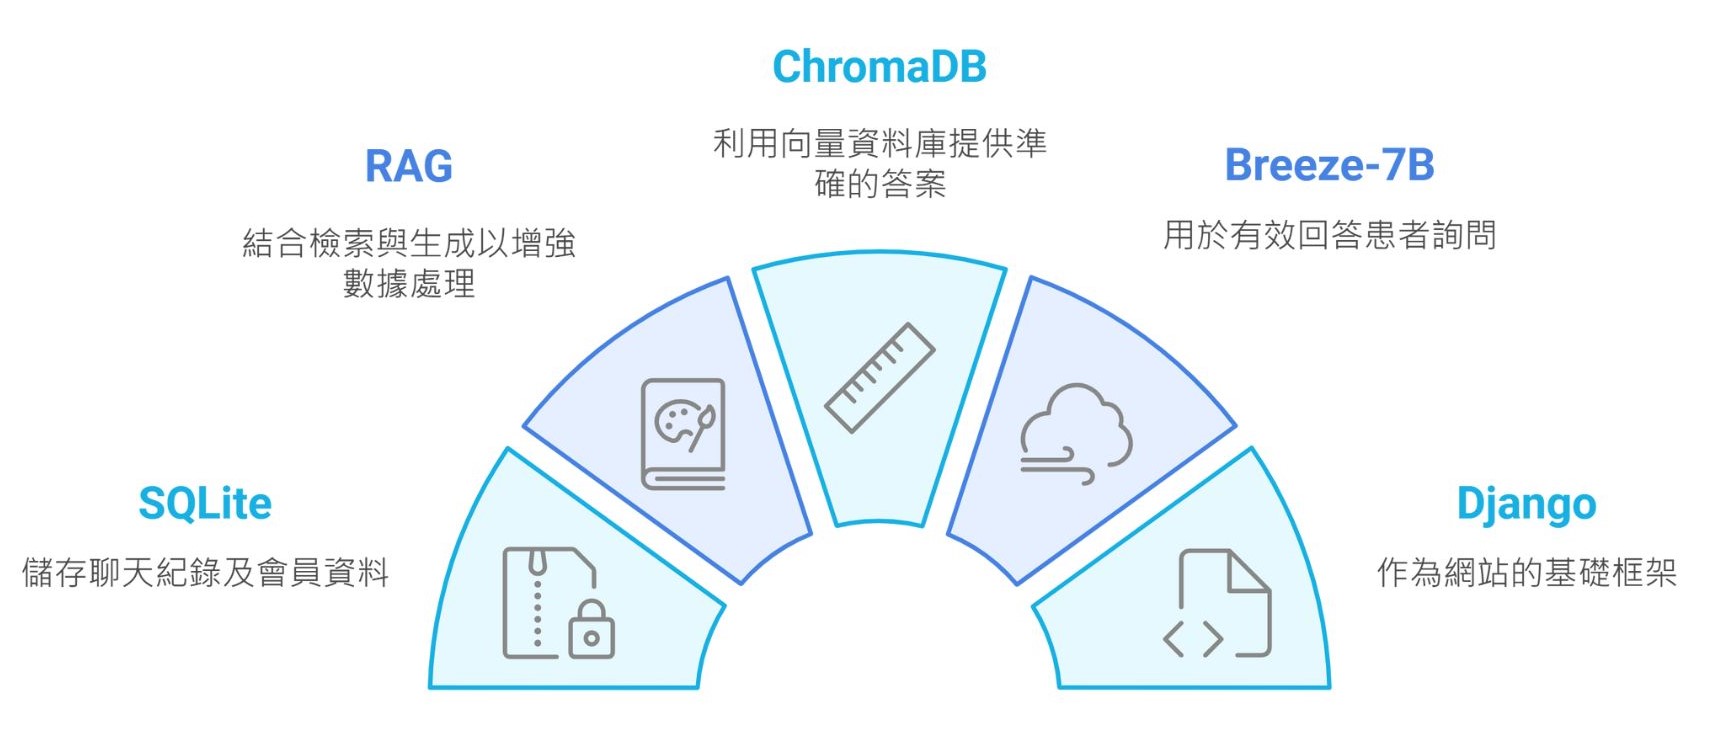 ChromaDB
利用向量資料庫提供準
確的答案
RAG
結合檢索與生成以增強
數據處理
Breeze-7B
用於有效回答患者詢問
SQLite
儲存聊天紀錄及會員資料
Django
作為網站的基礎框架